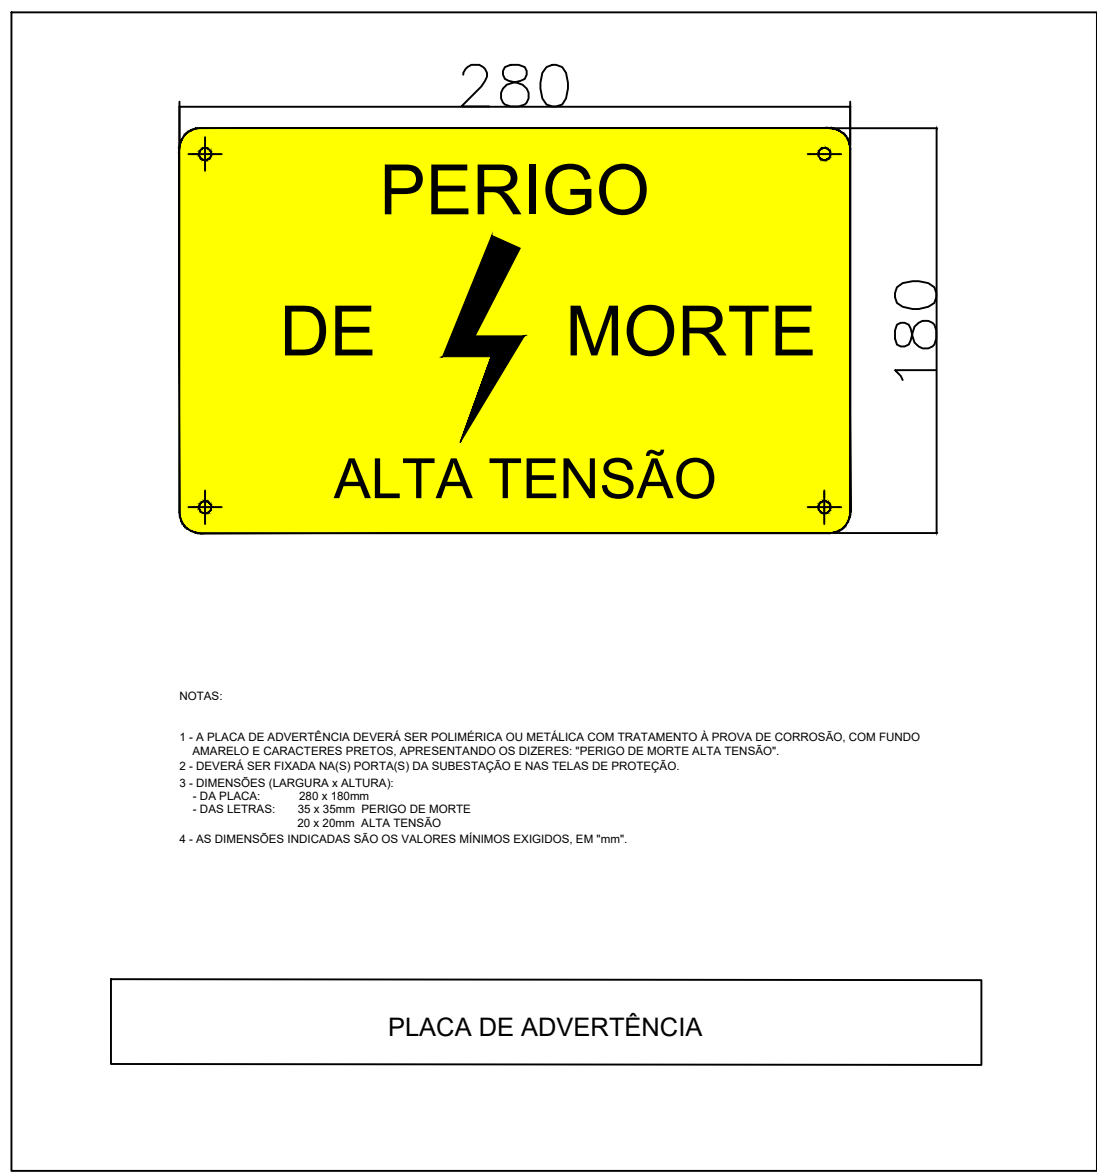 280
PERIGO
DE MORTE
180
ALTA TENSÃO
NOTAS:
1 - A PLACA DE ADVERTÊNCIA DEVERÁ SER POLIMÉRICA OU METÁLICA COM TRATAMENTO À PROVA DE CORROSÃO, COM FUNDO
AMARELO E CARACTERES PRETOS, APRESENTANDO OS DIZERES: "PERIGO DE MORTE ALTA TENSÃO".
2 - DEVERÁ SER FIXADA NA(S) PORTA(S) DA SUBESTAÇÃO E NAS TELAS DE PROTEÇÃO.
3 - DIMENSÕES (LARGURA x ALTURA):
- DA PLACA: 280 x 180mm
- DAS LETRAS: 35 x 35mm PERIGO DE MORTE
20 x 20mm ALTA TENSÃO
4 - AS DIMENSÕES INDICADAS SÃO OS VALORES MÍNIMOS EXIGIDOS, EM "mm".
PLACA DE ADVERTÊNCIA